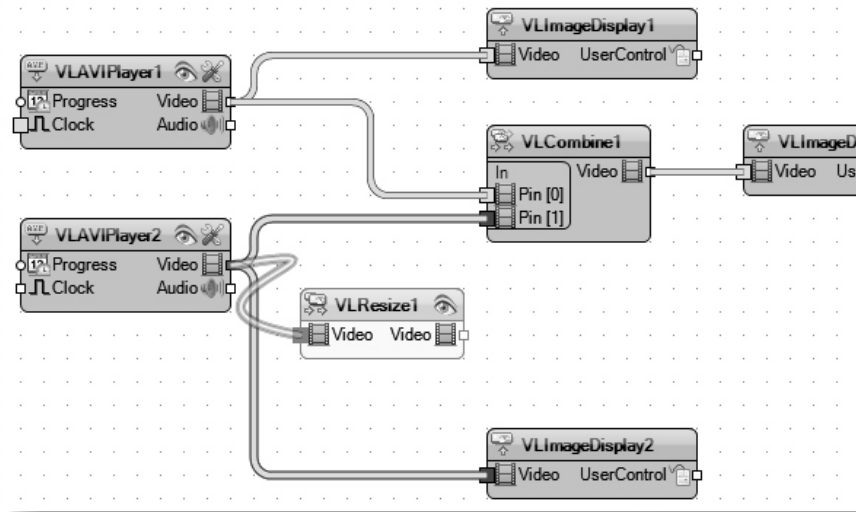 VLImageDisplay1
Video UserControl
VLAVIPlayer1
Progress Video
Clock Audio
VLCombine1
In Video
Pin [0]
Pin [1]
VLImageD
Video Us
VLAVIPlayer2
Progress Video
Clock Audio
VLResize1
Video Video
VLImageDisplay2
Video UserControl